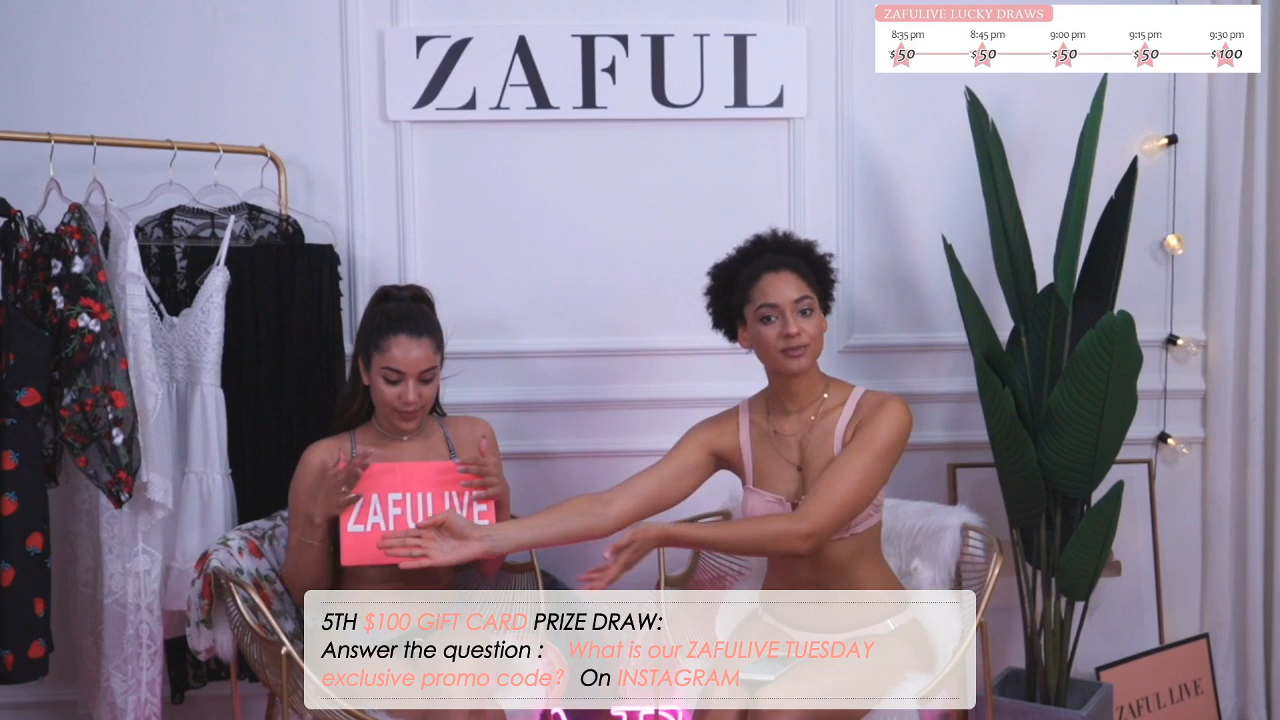 ZAFULIVE LUCKY DRAWS
8:35 pm 8:45 pm 9:00 pm 9:15 pm 9:30 pm
$50 $50 $50 $50 $100
ZAFUL
ZAFULIVE
5TH $100 GIFT CARD PRIZE DRAW:
Answer the question : What is our ZAFULIVE TUESDAY
exclusive promo code? On INSTAGRAM
ZAFUL LIVE